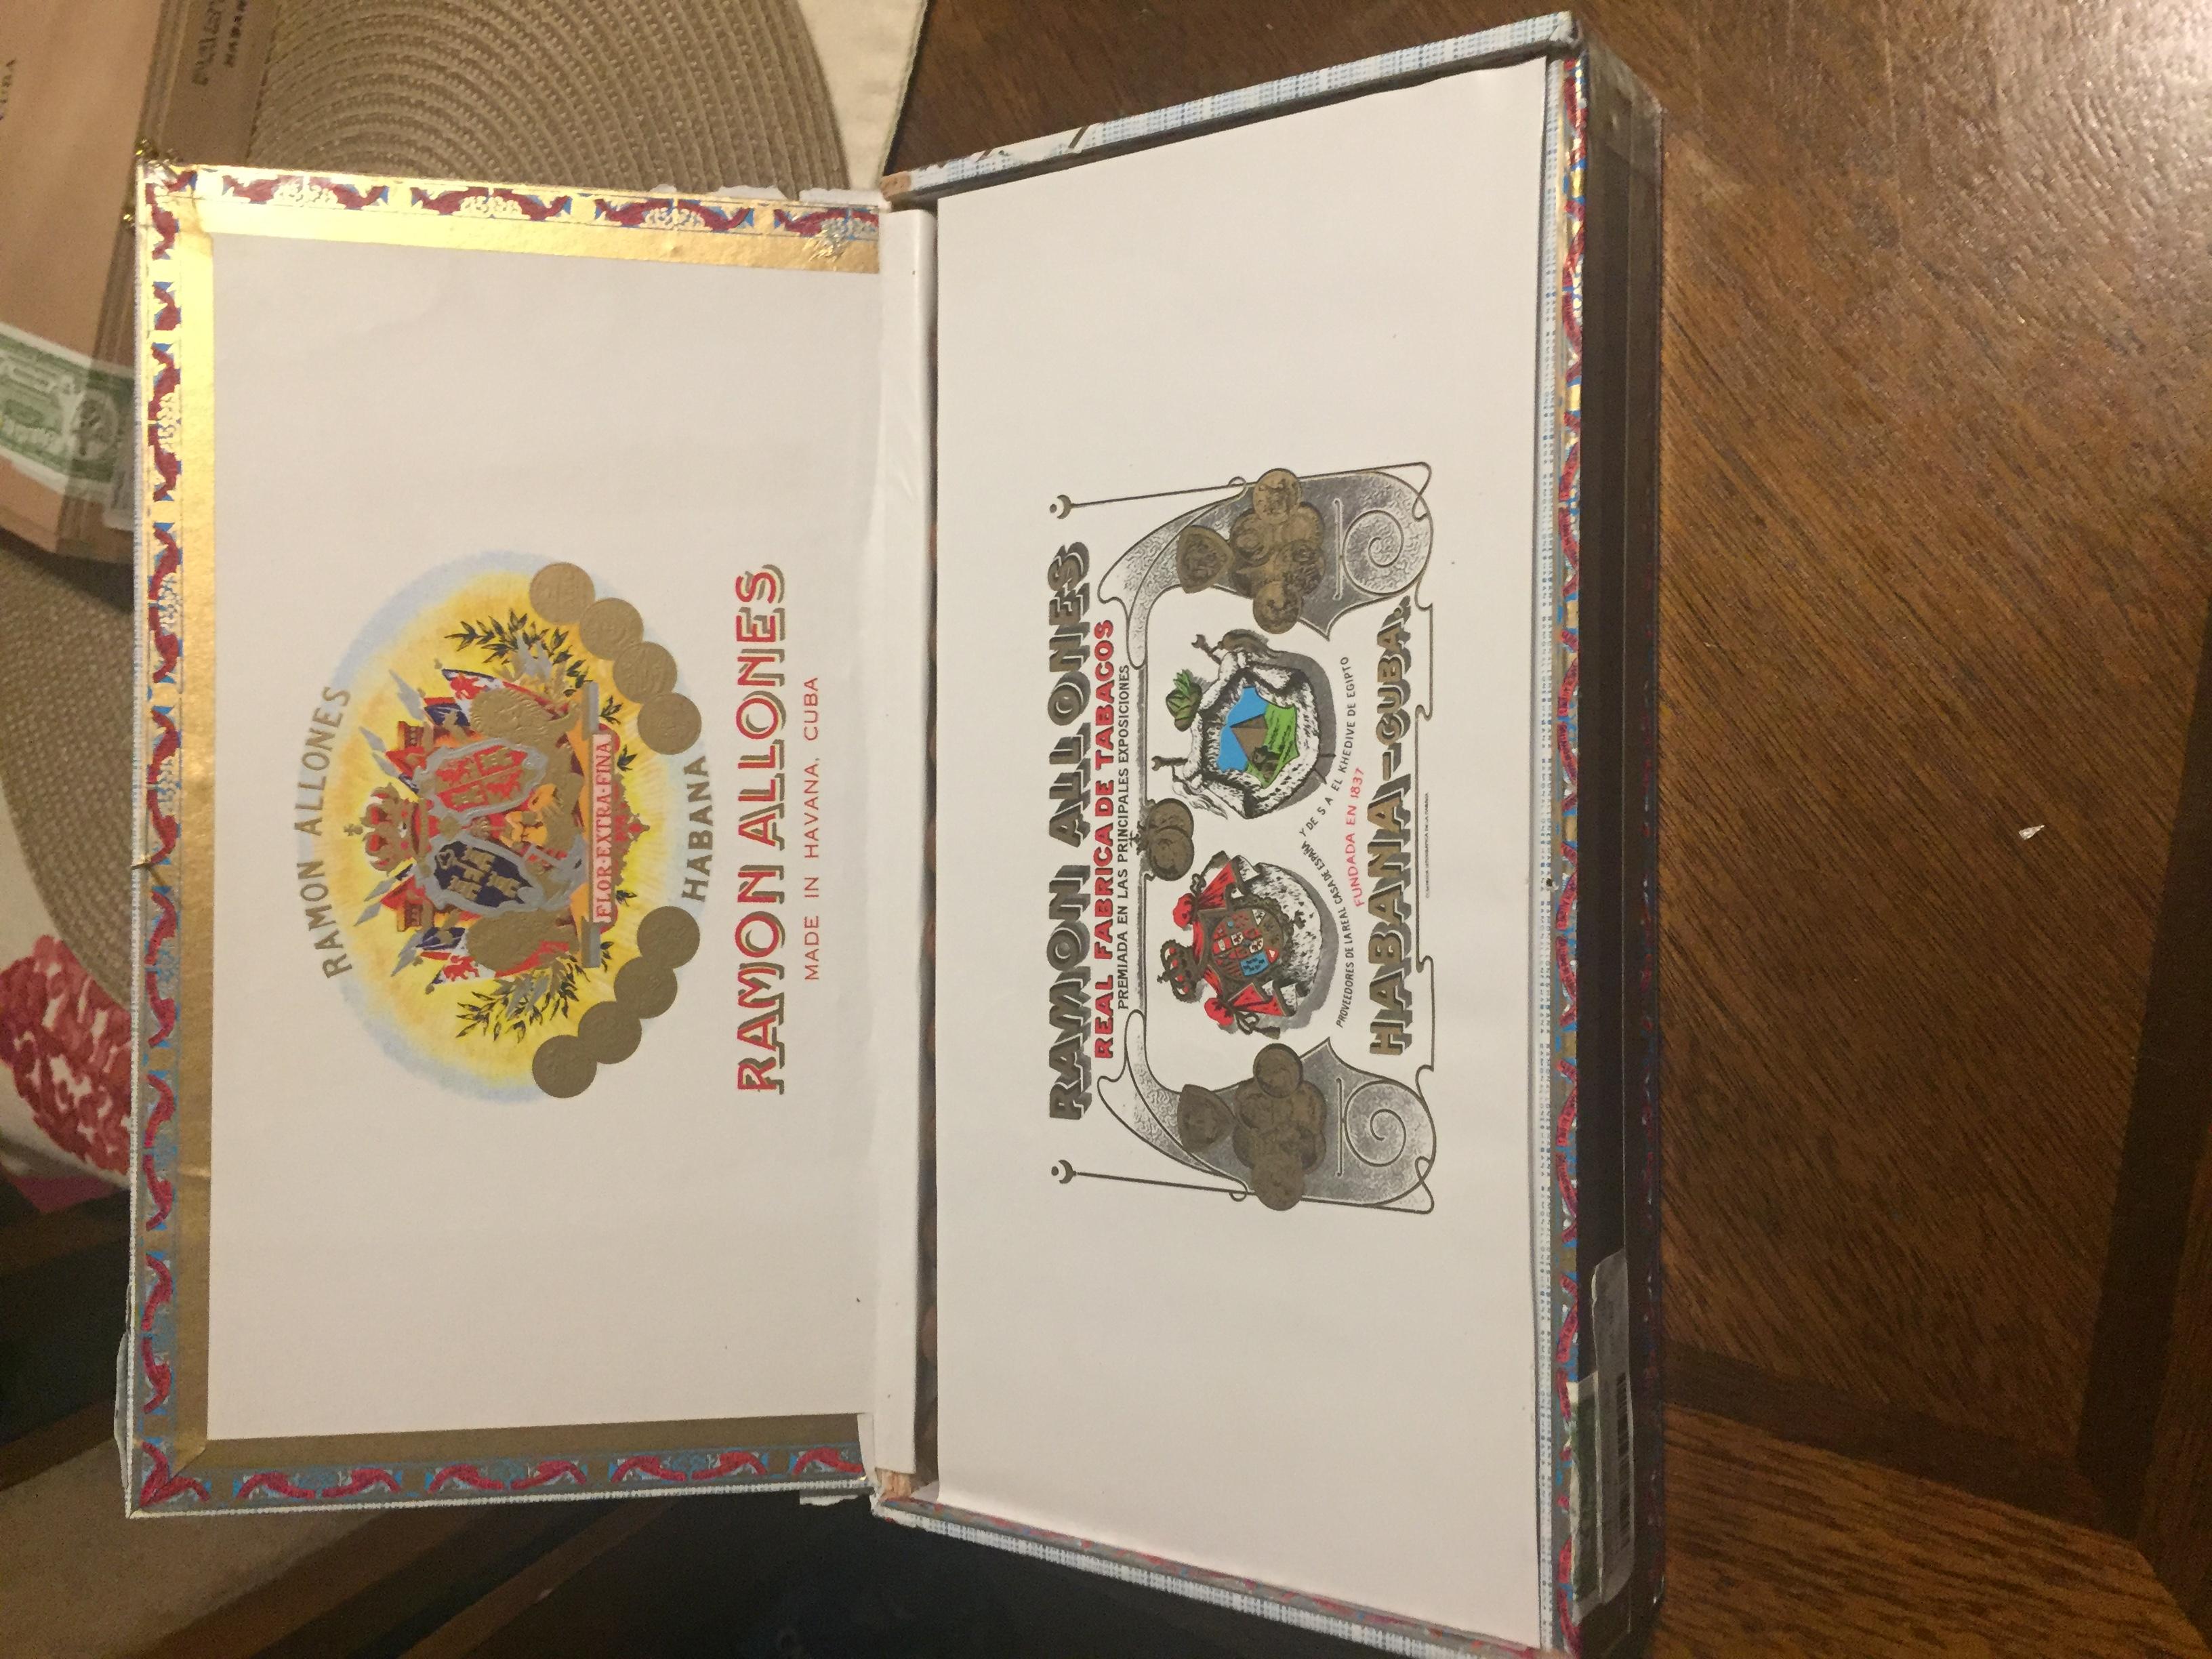 RAMON ALLONES
FLOR·EXTRA·FINA
HABANA
RAMON ALLONES
MADE IN HAVANA, CUBA
RAMON ALLONES
REAL FABRICA DE TABACOS
PREMIADA EN LAS PRINCIPALES EXPOSICIONES
PROVEEDORES DE LA REAL CASA DE ESPAÑA Y DE S A EL KHEDIVE DE EGIPTO
FUNDADA EN 1837
HABANA-CUBA.